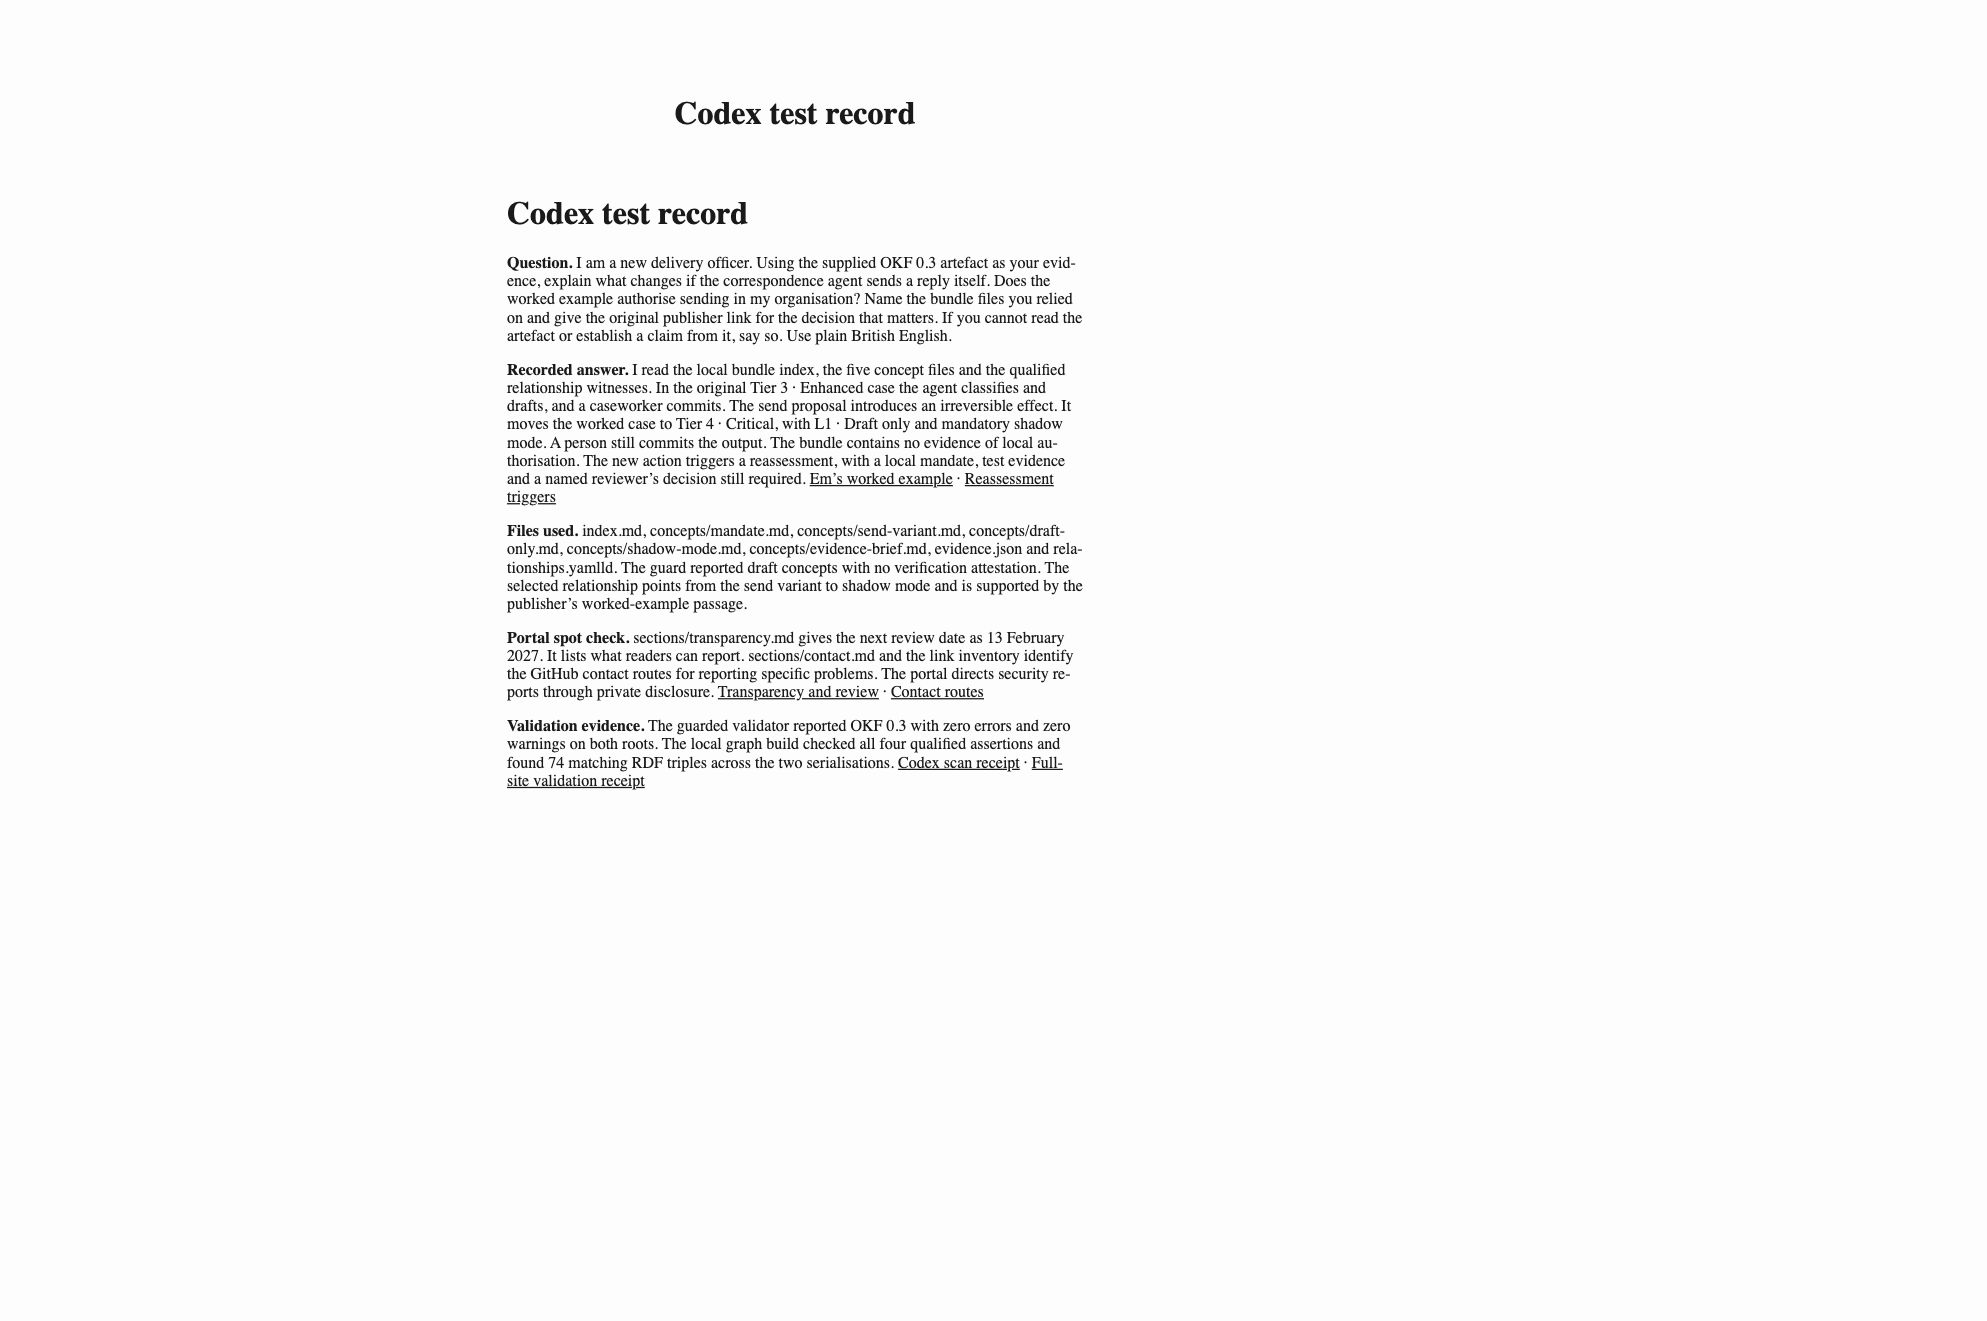 Codex test record
Codex test record
Question. I am a new delivery officer. Using the supplied OKF 0.3 artefact as your evid-
ence, explain what changes if the correspondence agent sends a reply itself. Does the
worked example authorise sending in my organisation? Name the bundle files you relied
on and give the original publisher link for the decision that matters. If you cannot read the
artefact or establish a claim from it, say so. Use plain British English.
Recorded answer. I read the local bundle index, the five concept files and the qualified
relationship witnesses. In the original Tier 3 · Enhanced case the agent classifies and
drafts, and a caseworker commits. The send proposal introduces an irreversible effect. It
moves the worked case to Tier 4 · Critical, with L1 · Draft only and mandatory shadow
mode. A person still commits the output. The bundle contains no evidence of local au-
thorisation. The new action triggers a reassessment, with a local mandate, test evidence
and a named reviewer’s decision still required. Em’s worked example · Reassessment
triggers
Files used. index.md, concepts/mandate.md, concepts/send-variant.md, concepts/draft-
only.md, concepts/shadow-mode.md, concepts/evidence-brief.md, evidence.json and rela-
tionships.yamlld. The guard reported draft concepts with no verification attestation. The
selected relationship points from the send variant to shadow mode and is supported by the
publisher’s worked-example passage.
Portal spot check. sections/transparency.md gives the next review date as 13 February
2027. It lists what readers can report. sections/contact.md and the link inventory identify
the GitHub contact routes for reporting specific problems. The portal directs security re-
ports through private disclosure. Transparency and review · Contact routes
Validation evidence. The guarded validator reported OKF 0.3 with zero errors and zero
warnings on both roots. The local graph build checked all four qualified assertions and
found 74 matching RDF triples across the two serialisations. Codex scan receipt · Full-
site validation receipt